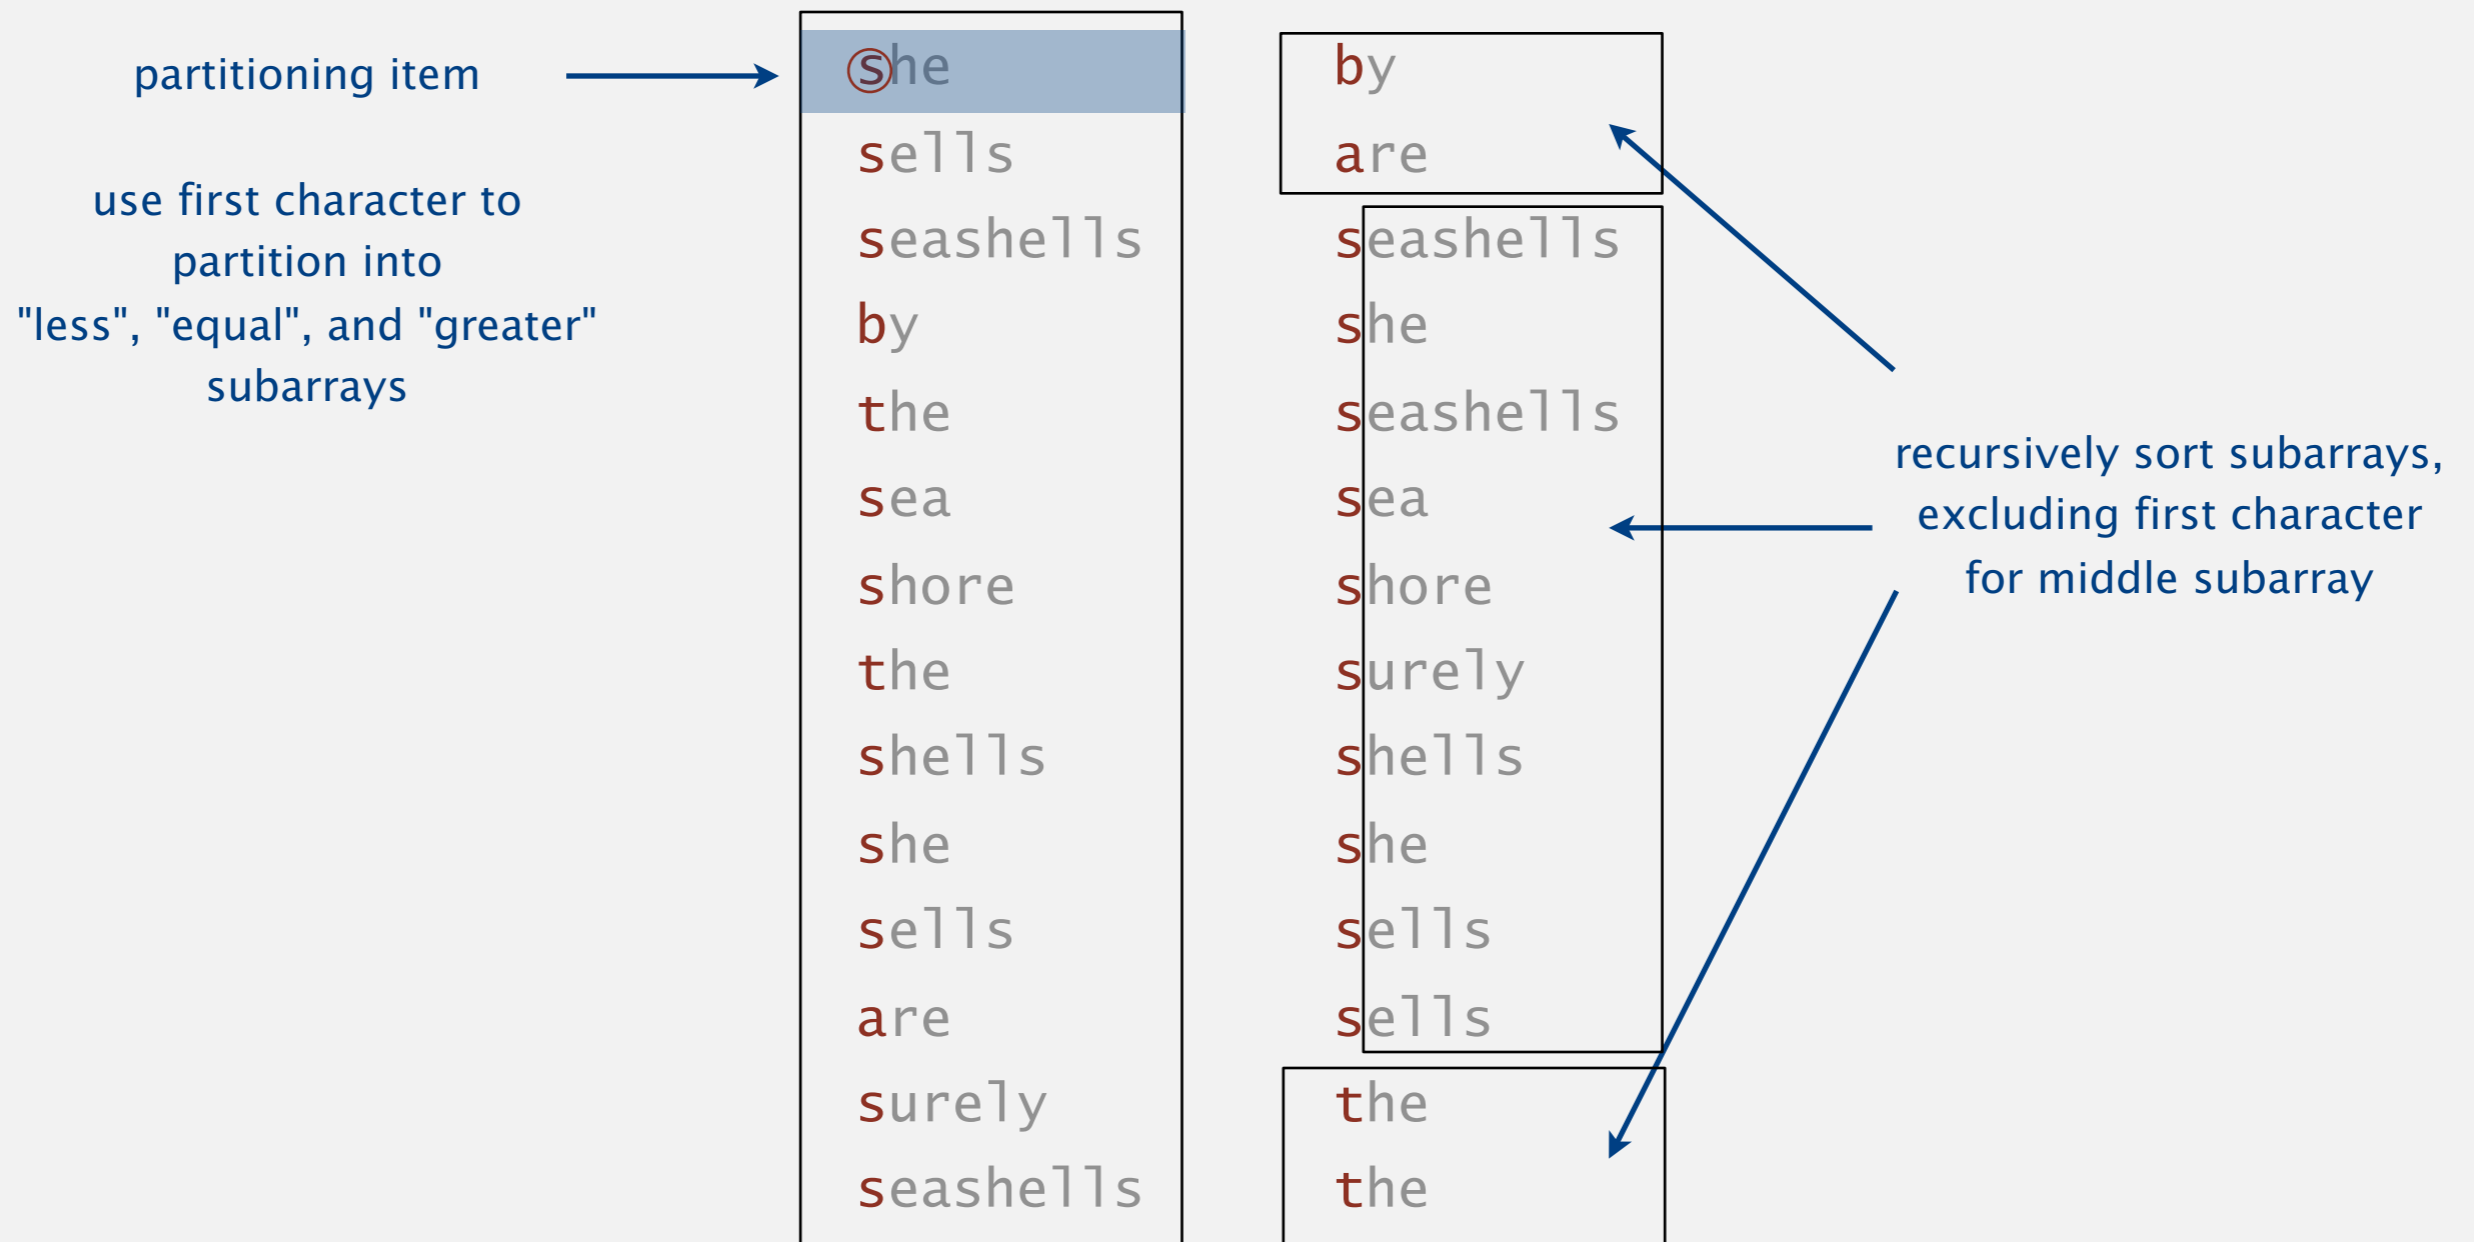 partitioning item
use first character to
partition into
"less", "equal", and "greater"
subarrays
she
sells
seashells
by
the
sea
shore
the
shells
she
sells
are
surely
seashells
by
are
seashells
she
seashells
sea
shore
surely
shells
she
sells
sells
the
the
recursively sort subarrays,
excluding first character
for middle subarray